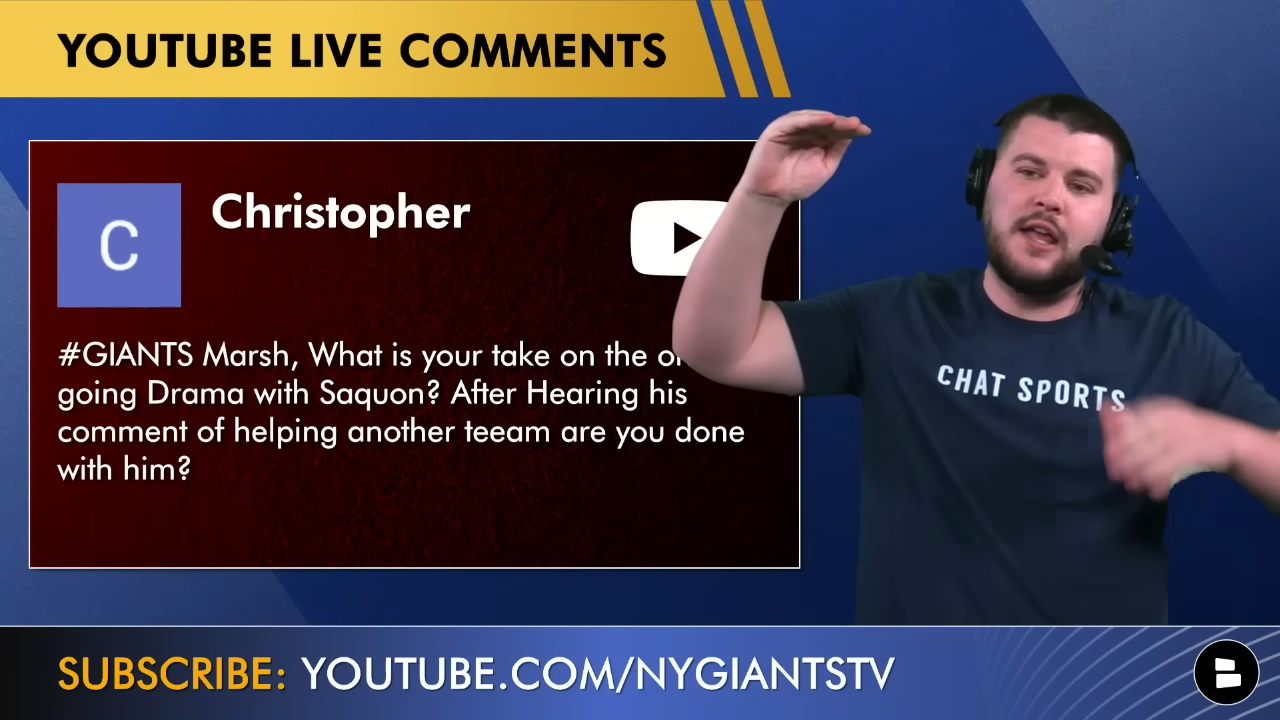 YOUTUBE LIVE COMMENTS
C
Christopher
#GIANTS Marsh, What is your take on the
going Drama with Saquon? After Hearing his
comment of helping another teeam are you done
with him?
CHAT SPORTS
SUBSCRIBE: YOUTUBE.COM/NYGIANTSTV